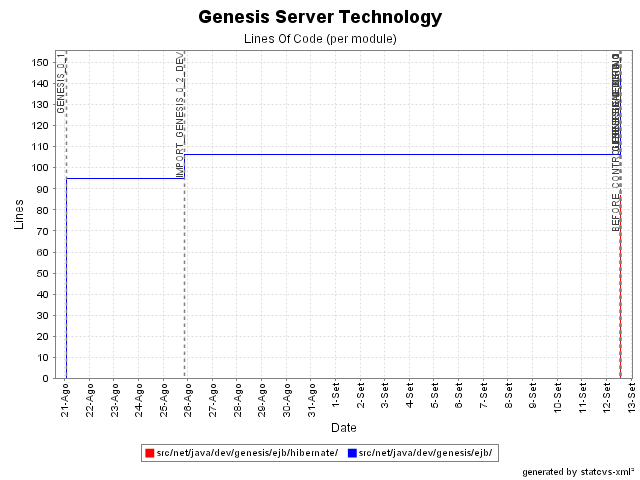 Genesis Server Technology
Lines Of Code (per module)
150
140
130
120
110
100
90
80
70
60
50
40
30
20
10
0
Lines
GENESIS_0_1
IMPORT_GENESIS_0_2_DEV
21-Ago
22-Ago
23-Ago
24-Ago
25-Ago
26-Ago
27-Ago
28-Ago
29-Ago
30-Ago
31-Ago
1-Set
2-Set
3-Set
4-Set
5-Set
6-Set
7-Set
8-Set
9-Set
10-Set
11-Set
12-Set
13-Set
Date
src/net/java/dev/genesis/ejb/hibernate/ src/net/java/dev/genesis/ejb/
generated by statcvs-xml²